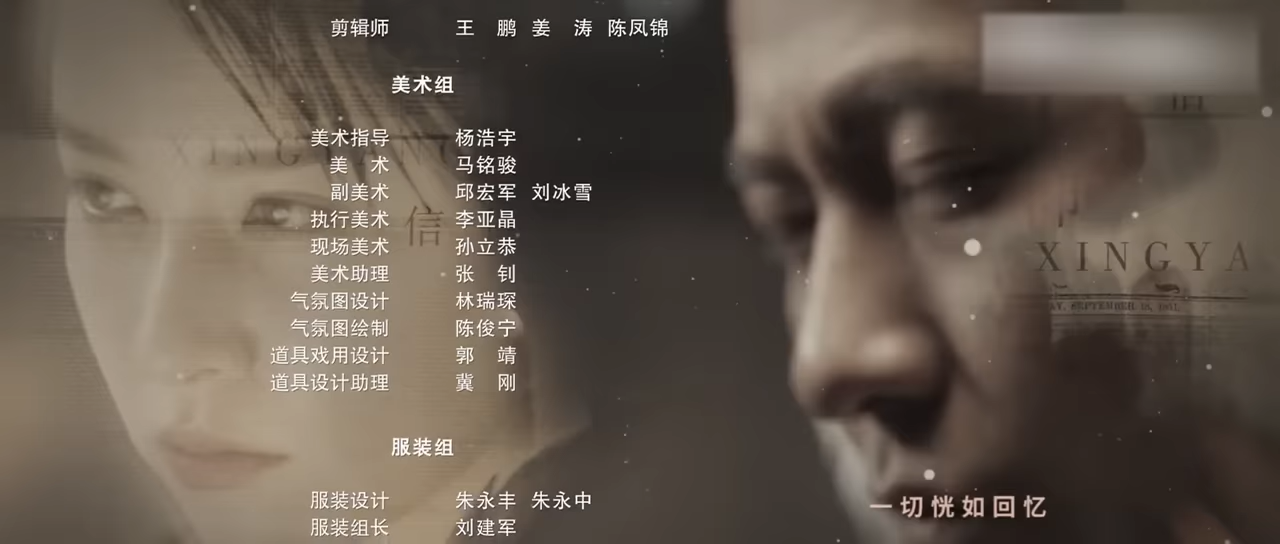 剪辑师 王 鹏 姜 涛 陈凤锦
美术组
美术指导 杨浩宇
美 术 马铭骏
副美术 邱宏军 刘冰雪
执行美术 李亚晶
现场美术 孙立恭
美术助理 张 钊
气氛图设计 林瑞琛
气氛图绘制 陈俊宁
道具戏用设计 郭 靖
道具设计助理 冀 刚
服装组
服装设计 朱永丰 朱永中
服装组长 刘建军
信
XINGYA
SEPTEMBER 18, 1931
一切恍如回忆